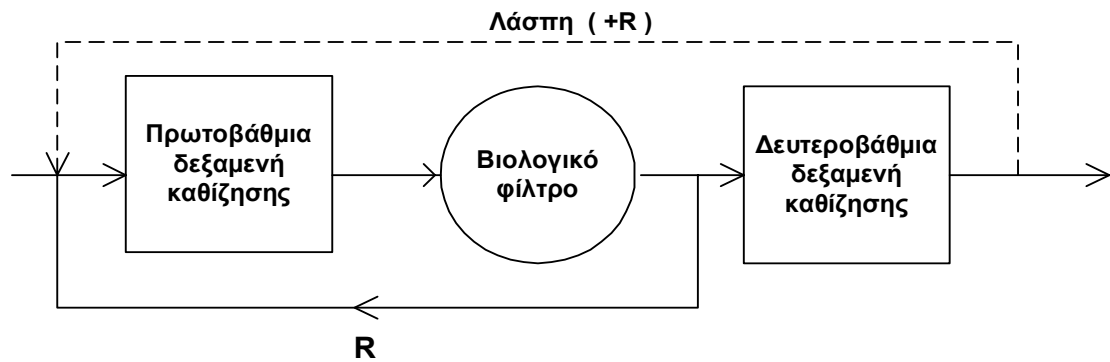 Λάσπη ( +R )
Πρωτοβάθμια
δεξαμενή
καθίζησης
Βιολογικό
φίλτρο
Δευτεροβάθμια
δεξαμενή
καθίζησης
R